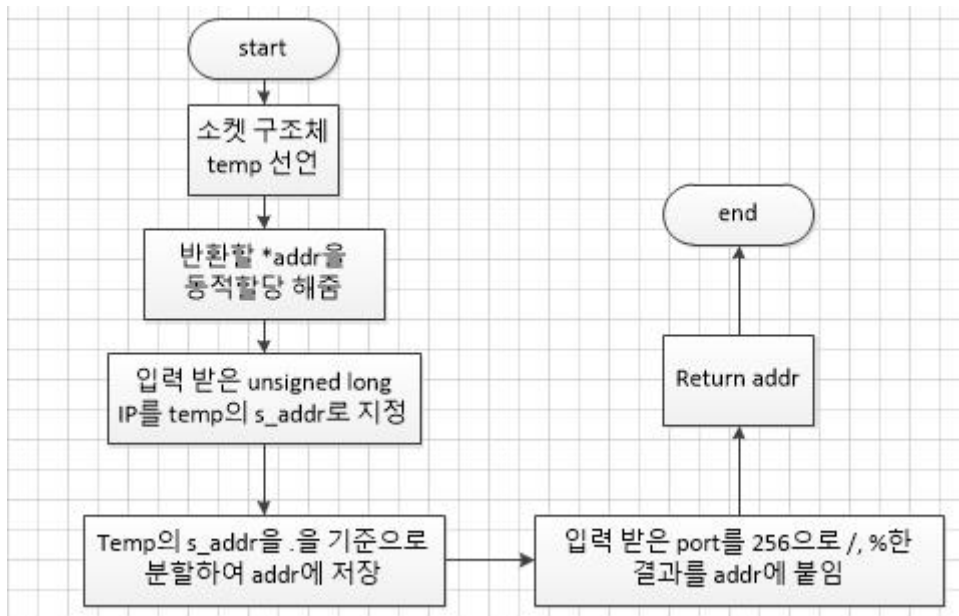 start
소켓 구조체
temp 선언
반환할 *addr을
동적할당 해줌
입력 받은 unsigned long
IP를 temp의 s_addr로 지정
Temp의 s_addr을 .을 기준으로
분할하여 addr에 저장
입력 받은 port를 256으로 /, %한
결과를 addr에 붙임
Return addr
end